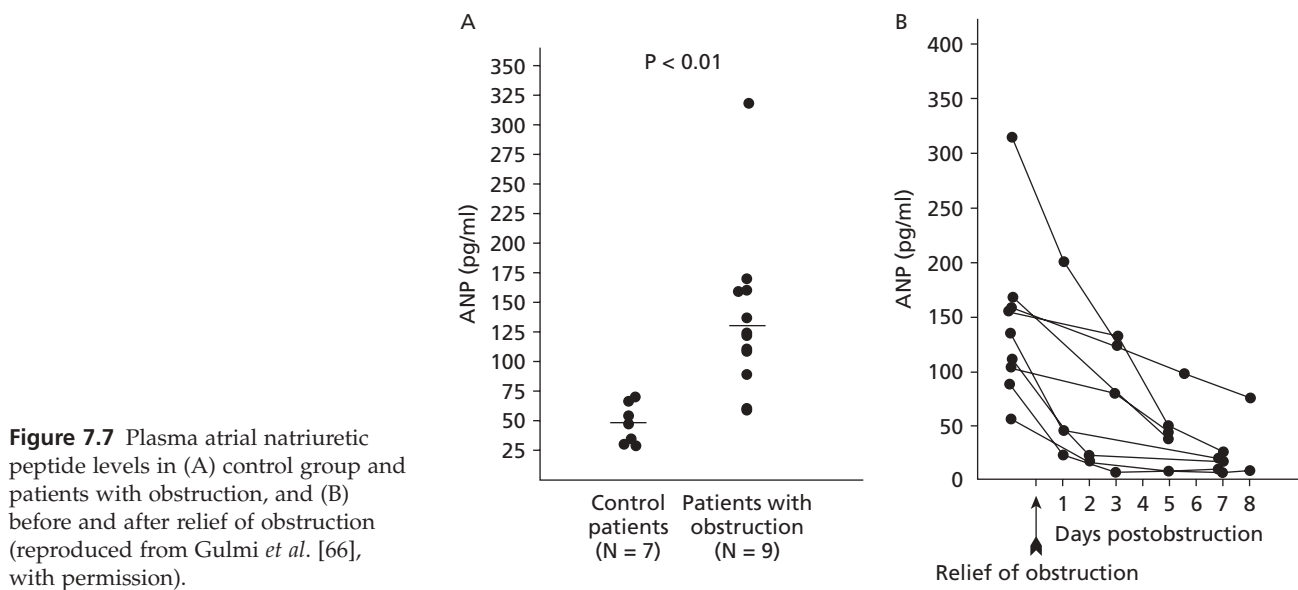 A
P < 0.01
350
325
300
275
250
225
200
175
150
125
100
75
50
25
ANP (pg/ml)
Control
patients
(N = 7)
Patients with
obstruction
(N = 9)
B
400
350
300
250
200
150
100
50
0
ANP (pg/ml)
1 2 3 4 5 6 7 8
Days postobstruction
Relief of obstruction
Figure 7.7 Plasma atrial natriuretic
peptide levels in (A) control group and
patients with obstruction, and (B)
before and after relief of obstruction
(reproduced from Gulmi et al. [66],
with permission).